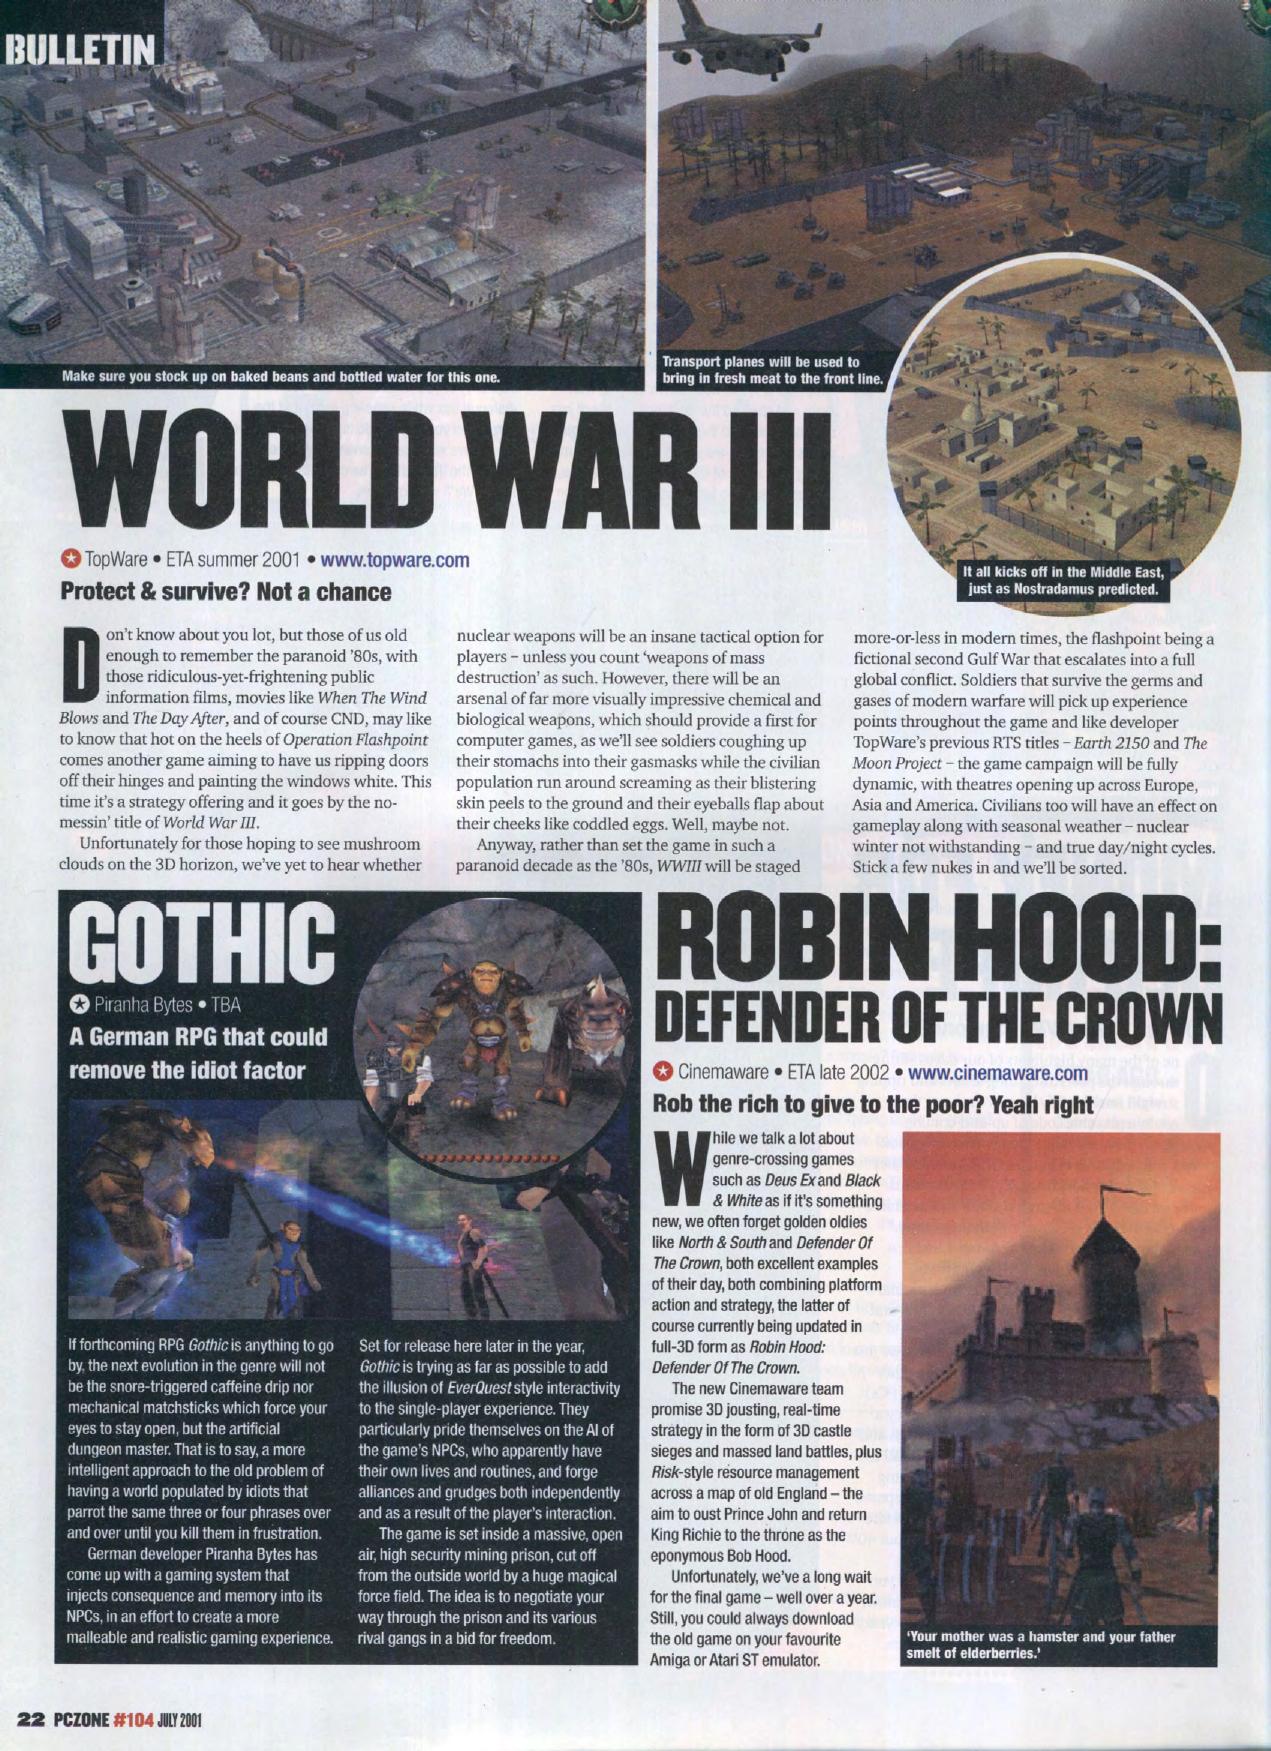 BULLETIN
Make sure you stock up on baked beans and bottled water for this one.
Transport planes will be used to
bring in fresh meat to the front line.
It all kicks off in the Middle East,
just as Nostradamus predicted.
WORLD WAR III
TopWare • ETA summer 2001 • www.topware.com
Protect & survive? Not a chance
Don't know about you lot, but those of us old
enough to remember the paranoid '80s, with
those ridiculous-yet-frightening public
information films, movies like When The Wind
Blows and The Day After, and of course CND, may like
to know that hot on the heels of Operation Flashpoint
comes another game aiming to have us ripping doors
off their hinges and painting the windows white. This
time it's a strategy offering and it goes by the no-
messin' title of World War III.
Unfortunately for those hoping to see mushroom
clouds on the 3D horizon, we've yet to hear whether
nuclear weapons will be an insane tactical option for
players – unless you count 'weapons of mass
destruction' as such. However, there will be an
arsenal of far more visually impressive chemical and
biological weapons, which should provide a first for
computer games, as we'll see soldiers coughing up
their stomachs into their gasmasks while the civilian
population run around screaming as their blistering
skin peels to the ground and their eyeballs flap about
their cheeks like coddled eggs. Well, maybe not.
Anyway, rather than set the game in such a
paranoid decade as the '80s, WWIII will be staged
more-or-less in modern times, the flashpoint being a
fictional second Gulf War that escalates into a full
global conflict. Soldiers that survive the germs and
gases of modern warfare will pick up experience
points throughout the game and like developer
TopWare's previous RTS titles – Earth 2150 and The
Moon Project – the game campaign will be fully
dynamic, with theatres opening up across Europe,
Asia and America. Civilians too will have an effect on
gameplay along with seasonal weather – nuclear
winter not withstanding – and true day/night cycles.
Stick a few nukes in and we'll be sorted.
GOTHIC
Piranha Bytes • TBA
A German RPG that could
remove the idiot factor
If forthcoming RPG Gothic is anything to go
by, the next evolution in the genre will not
be the snore-triggered caffeine drip nor
mechanical matchsticks which force your
eyes to stay open, but the artificial
dungeon master. That is to say, a more
intelligent approach to the old problem of
having a world populated by idiots that
parrot the same three or four phrases over
and over until you kill them in frustration.
German developer Piranha Bytes has
come up with a gaming system that
injects consequence and memory into its
NPCs, in an effort to create a more
malleable and realistic gaming experience.
Set for release here later in the year,
Gothic is trying as far as possible to add
the illusion of EverQuest style interactivity
to the single-player experience. They
particularly pride themselves on the AI of
the game's NPCs, who apparently have
their own lives and routines, and forge
alliances and grudges both independently
and as a result of the player's interaction.
The game is set inside a massive, open
air, high security mining prison, cut off
from the outside world by a huge magical
force field. The idea is to negotiate your
way through the prison and its various
rival gangs in a bid for freedom.
ROBIN HOOD:
DEFENDER OF THE CROWN
Cinemaware • ETA late 2002 • www.cinemaware.com
Rob the rich to give to the poor? Yeah right
While we talk a lot about
genre-crossing games
such as Deus Ex and Black
& White as if it's something
new, we often forget golden oldies
like North & South and Defender Of
The Crown, both excellent examples
of their day, both combining platform
action and strategy, the latter of
course currently being updated in
full-3D form as Robin Hood:
Defender Of The Crown.
The new Cinemaware team
promise 3D jousting, real-time
strategy in the form of 3D castle
sieges and massed land battles, plus
Risk-style resource management
across a map of old England – the
aim to oust Prince John and return
King Richie to the throne as the
eponymous Bob Hood.
Unfortunately, we've a long wait
for the final game – well over a year.
Still, you could always download
the old game on your favourite
Amiga or Atari ST emulator.
'Your mother was a hamster and your father
smelt of elderberries.'
22 PCZONE #104 JULY 2001